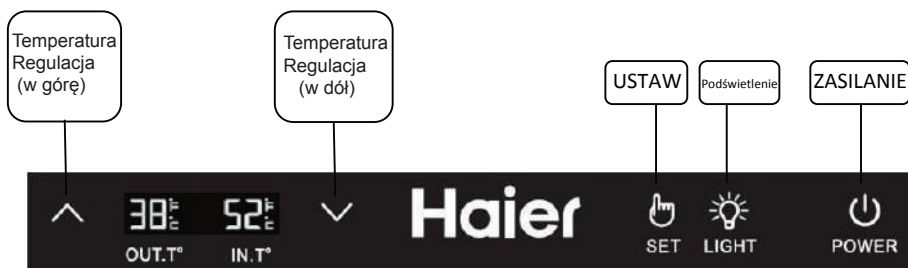 Temperatura
Regulacja
(w górę)
Temperatura
Regulacja
(w dół)
USTAW
Podświetlenie
ZASILANIE
38 52 Haier
OUT.T° IN.T° SET LIGHT POWER